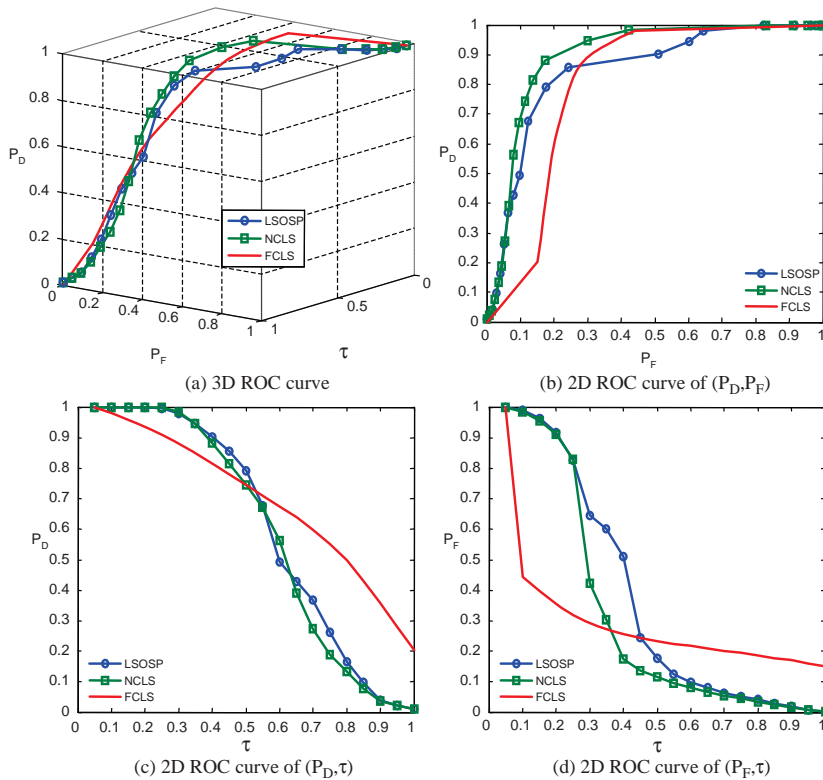 1
0.8
0.6
0.4
0.2
0
P_D
0.2
0.4
0.6
0.8
1
P_F
1
0.5
0
τ
LSOSP
NCLS
FCLS
(a) 3D ROC curve
1
0.9
0.8
0.7
0.6
0.5
0.4
0.3
0.2
0.1
0
P_D
0 0.1 0.2 0.3 0.4 0.5 0.6 0.7 0.8 0.9 1
P_F
LSOSP
NCLS
FCLS
(b) 2D ROC curve of (P_D,P_F)
1
0.9
0.8
0.7
0.6
0.5
0.4
0.3
0.2
0.1
0
P_D
0 0.1 0.2 0.3 0.4 0.5 0.6 0.7 0.8 0.9 1
τ
LSOSP
NCLS
FCLS
(c) 2D ROC curve of (P_D,τ)
1
0.9
0.8
0.7
0.6
0.5
0.4
0.3
0.2
0.1
0
P_F
0 0.1 0.2 0.3 0.4 0.5 0.6 0.7 0.8 0.9 1
τ
LSOSP
NCLS
FCLS
(d) 2D ROC curve of (P_F,τ)